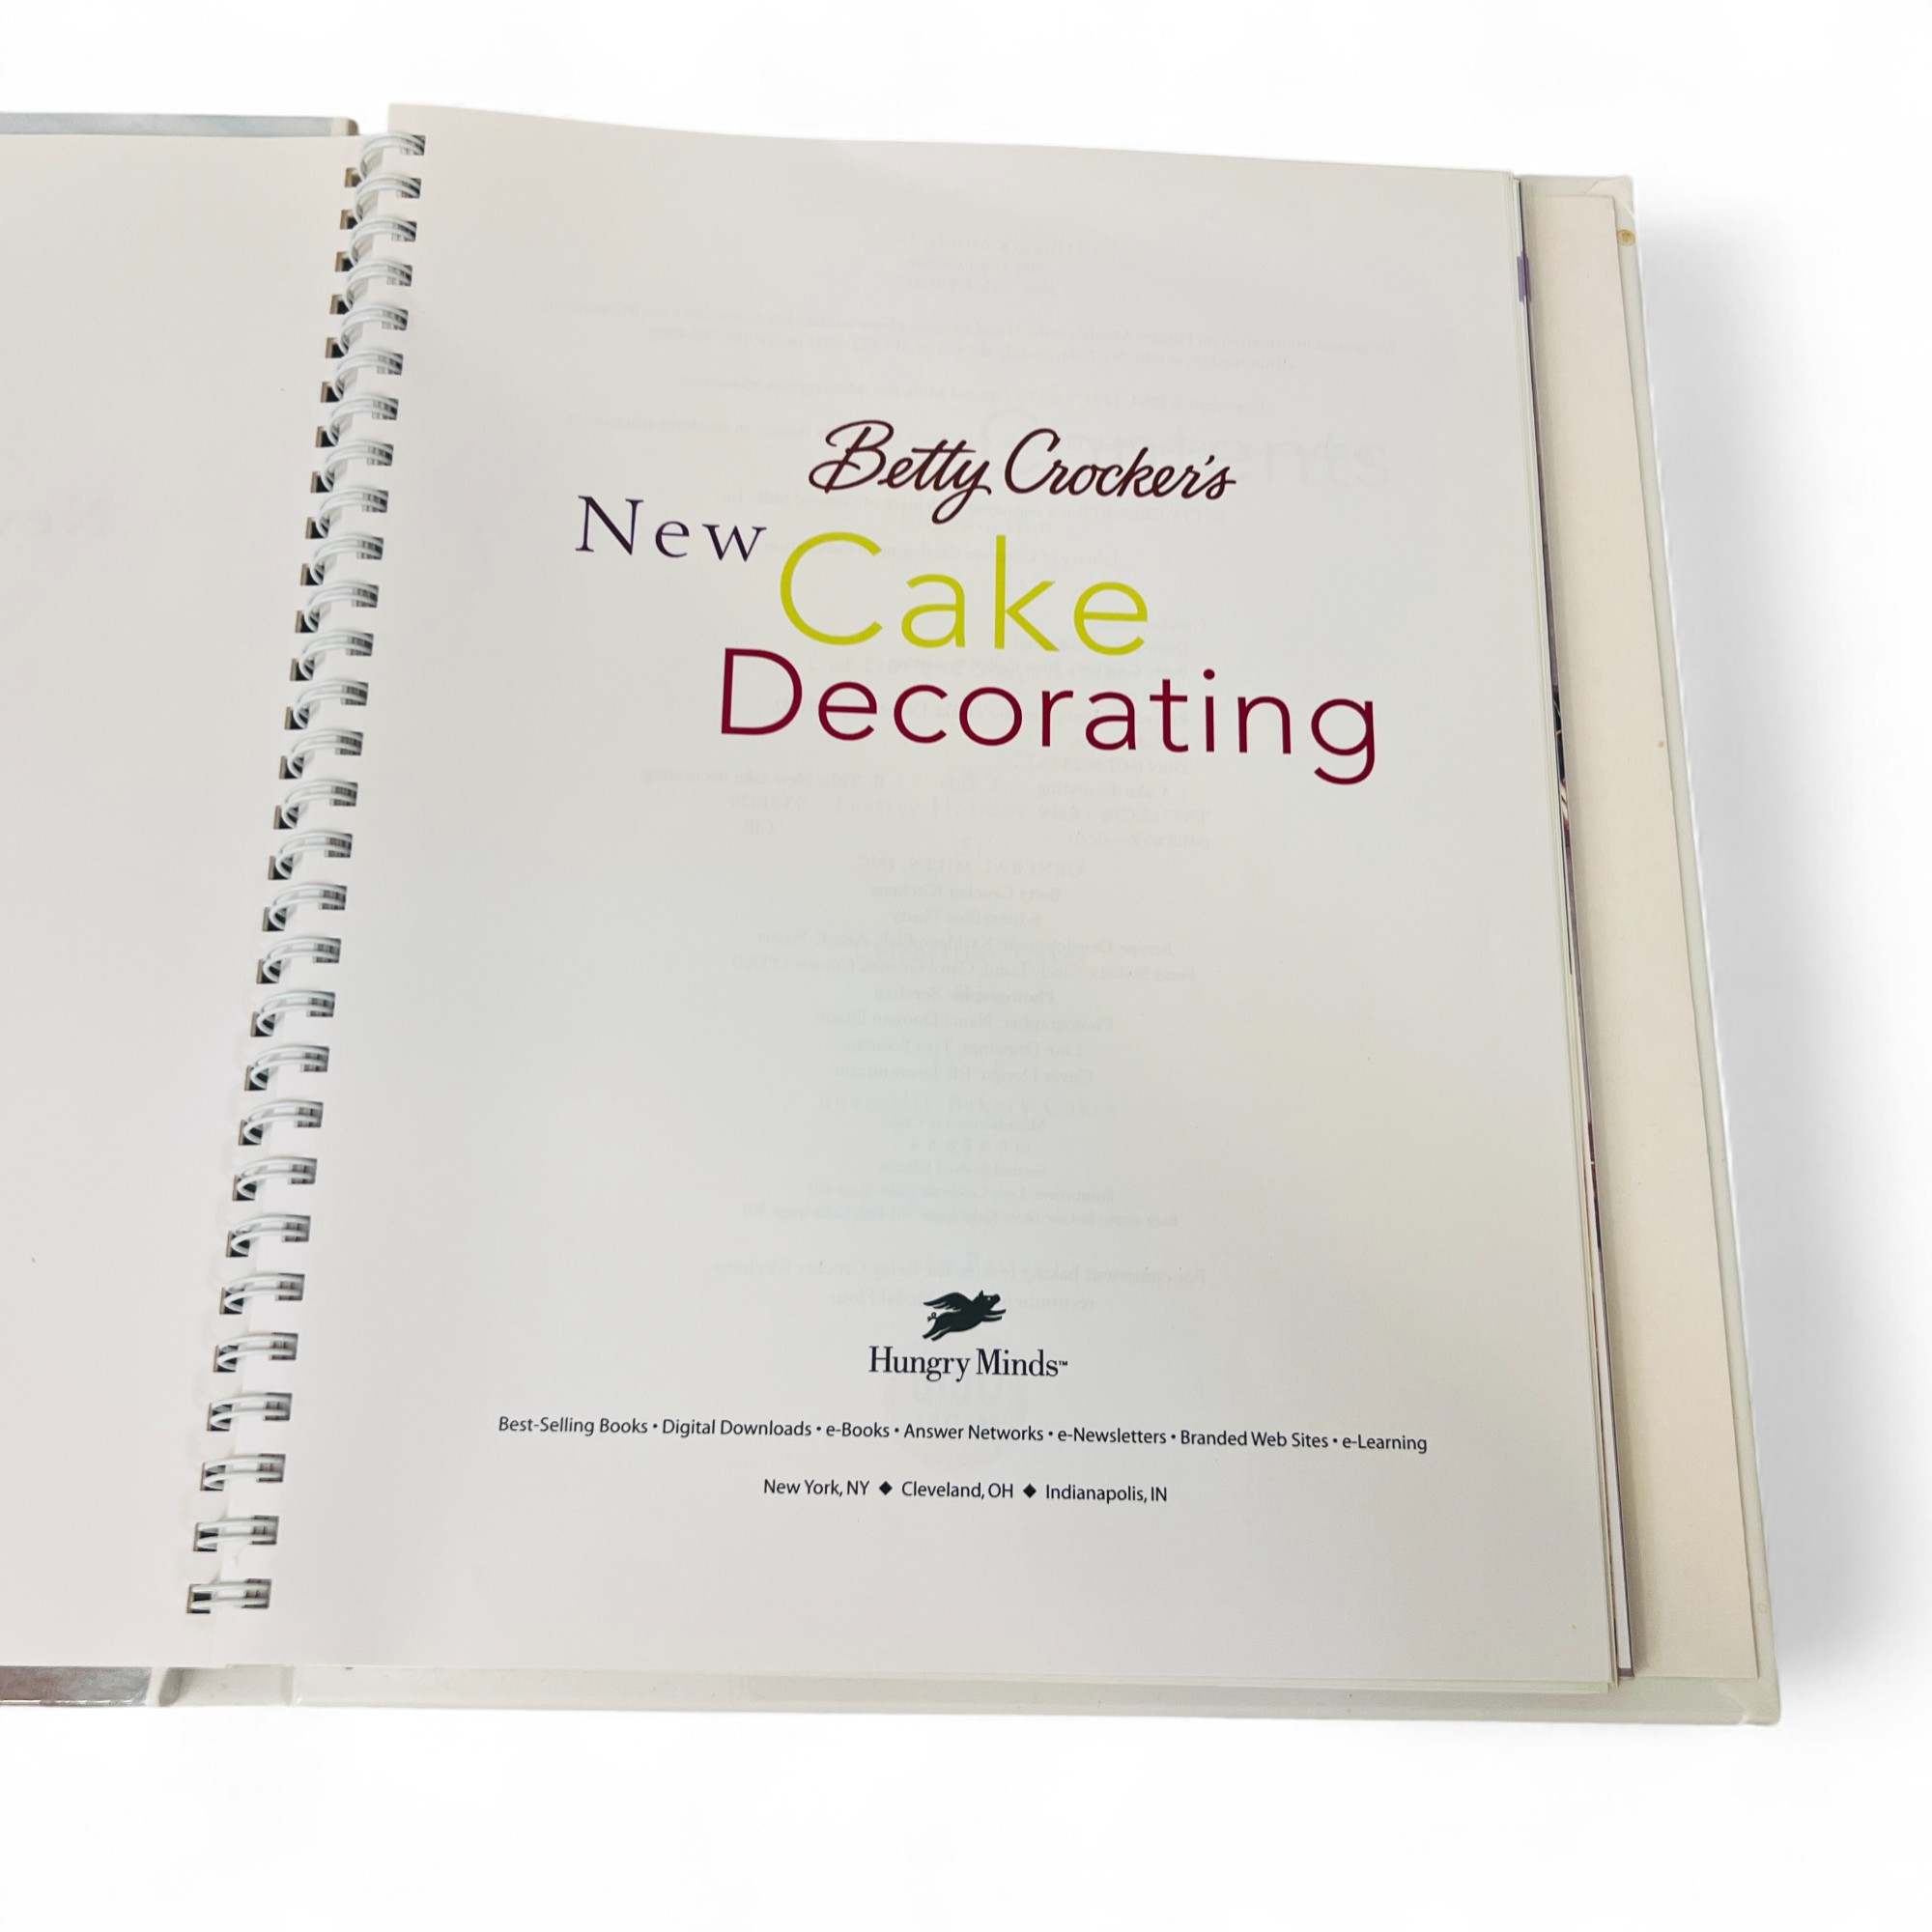 Betty Crocker's
New Cake
Decorating
Hungry Minds™
Best-Selling Books • Digital Downloads • e-Books • Answer Networks • e-Newsletters • Branded Web Sites • e-Learning
New York, NY ◆ Cleveland, OH ◆ Indianapolis, IN